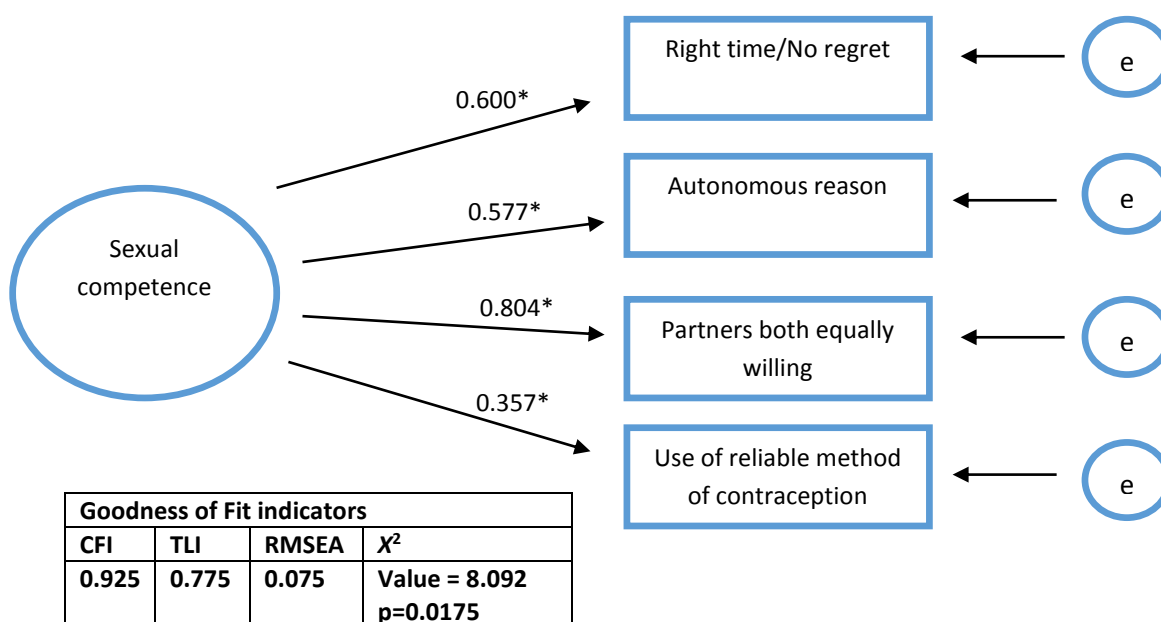 Right time/No regret
e
0.600*
Autonomous reason
e
0.577*
Sexual
competence
0.804*
Partners both equally
willing
e
0.357*
Use of reliable method
of contraception
e
Goodness of Fit indicators
CFI TLI RMSEA X²
0.925 0.775 0.075 Value = 8.092
p=0.0175